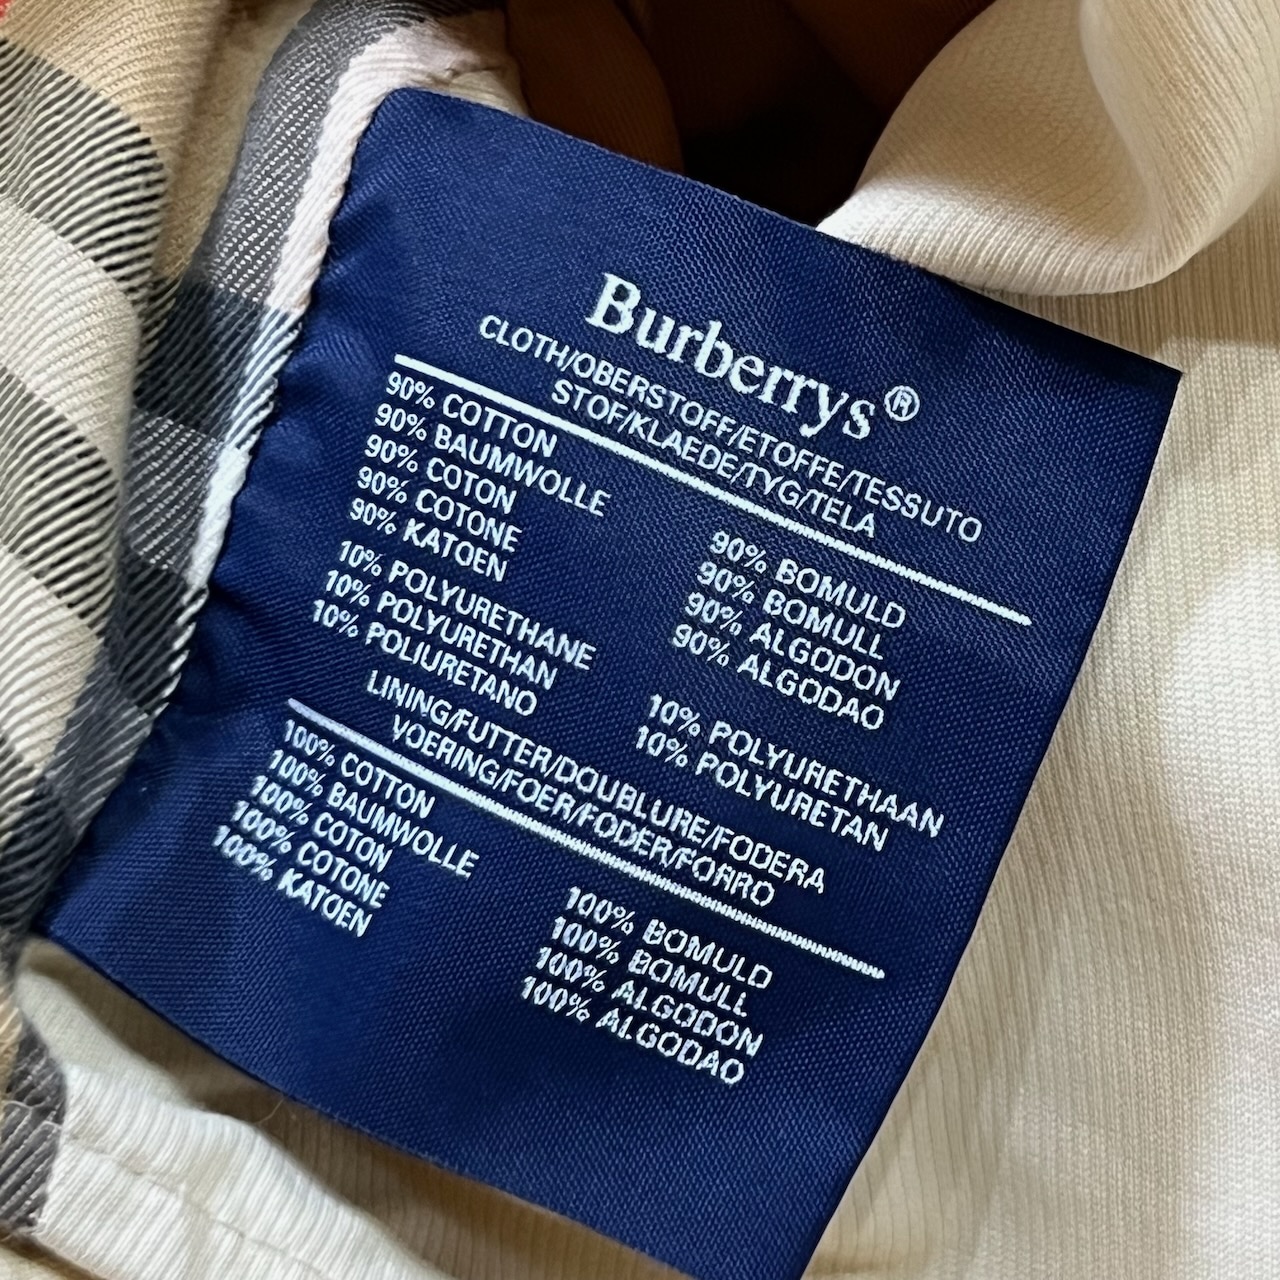 Burberrys®
CLOTH/OBERSTOFF/ETOFFE/TESSUTO
STOF/KLAEDE/TYG/TELA
90% COTTON
90% BAUMWOLLE
90% COTON
90% COTONE
90% KATOEN
90% BOMULD
90% BOMULL
90% ALGODON
90% ALGODAO
10% POLYURETHANE
10% POLYURETHAN
10% POLIURETANO
10% POLYURETHAAN
10% POLYURETAN
LINING/FUTTER/DOUBLURE/FODERA
VOERING/FOER/FODER/FORRO
100% COTTON
100% BAUMWOLLE
100% COTON
100% COTONE
100% KATOEN
100% BOMULD
100% BOMULL
100% ALGODON
100% ALGODAO